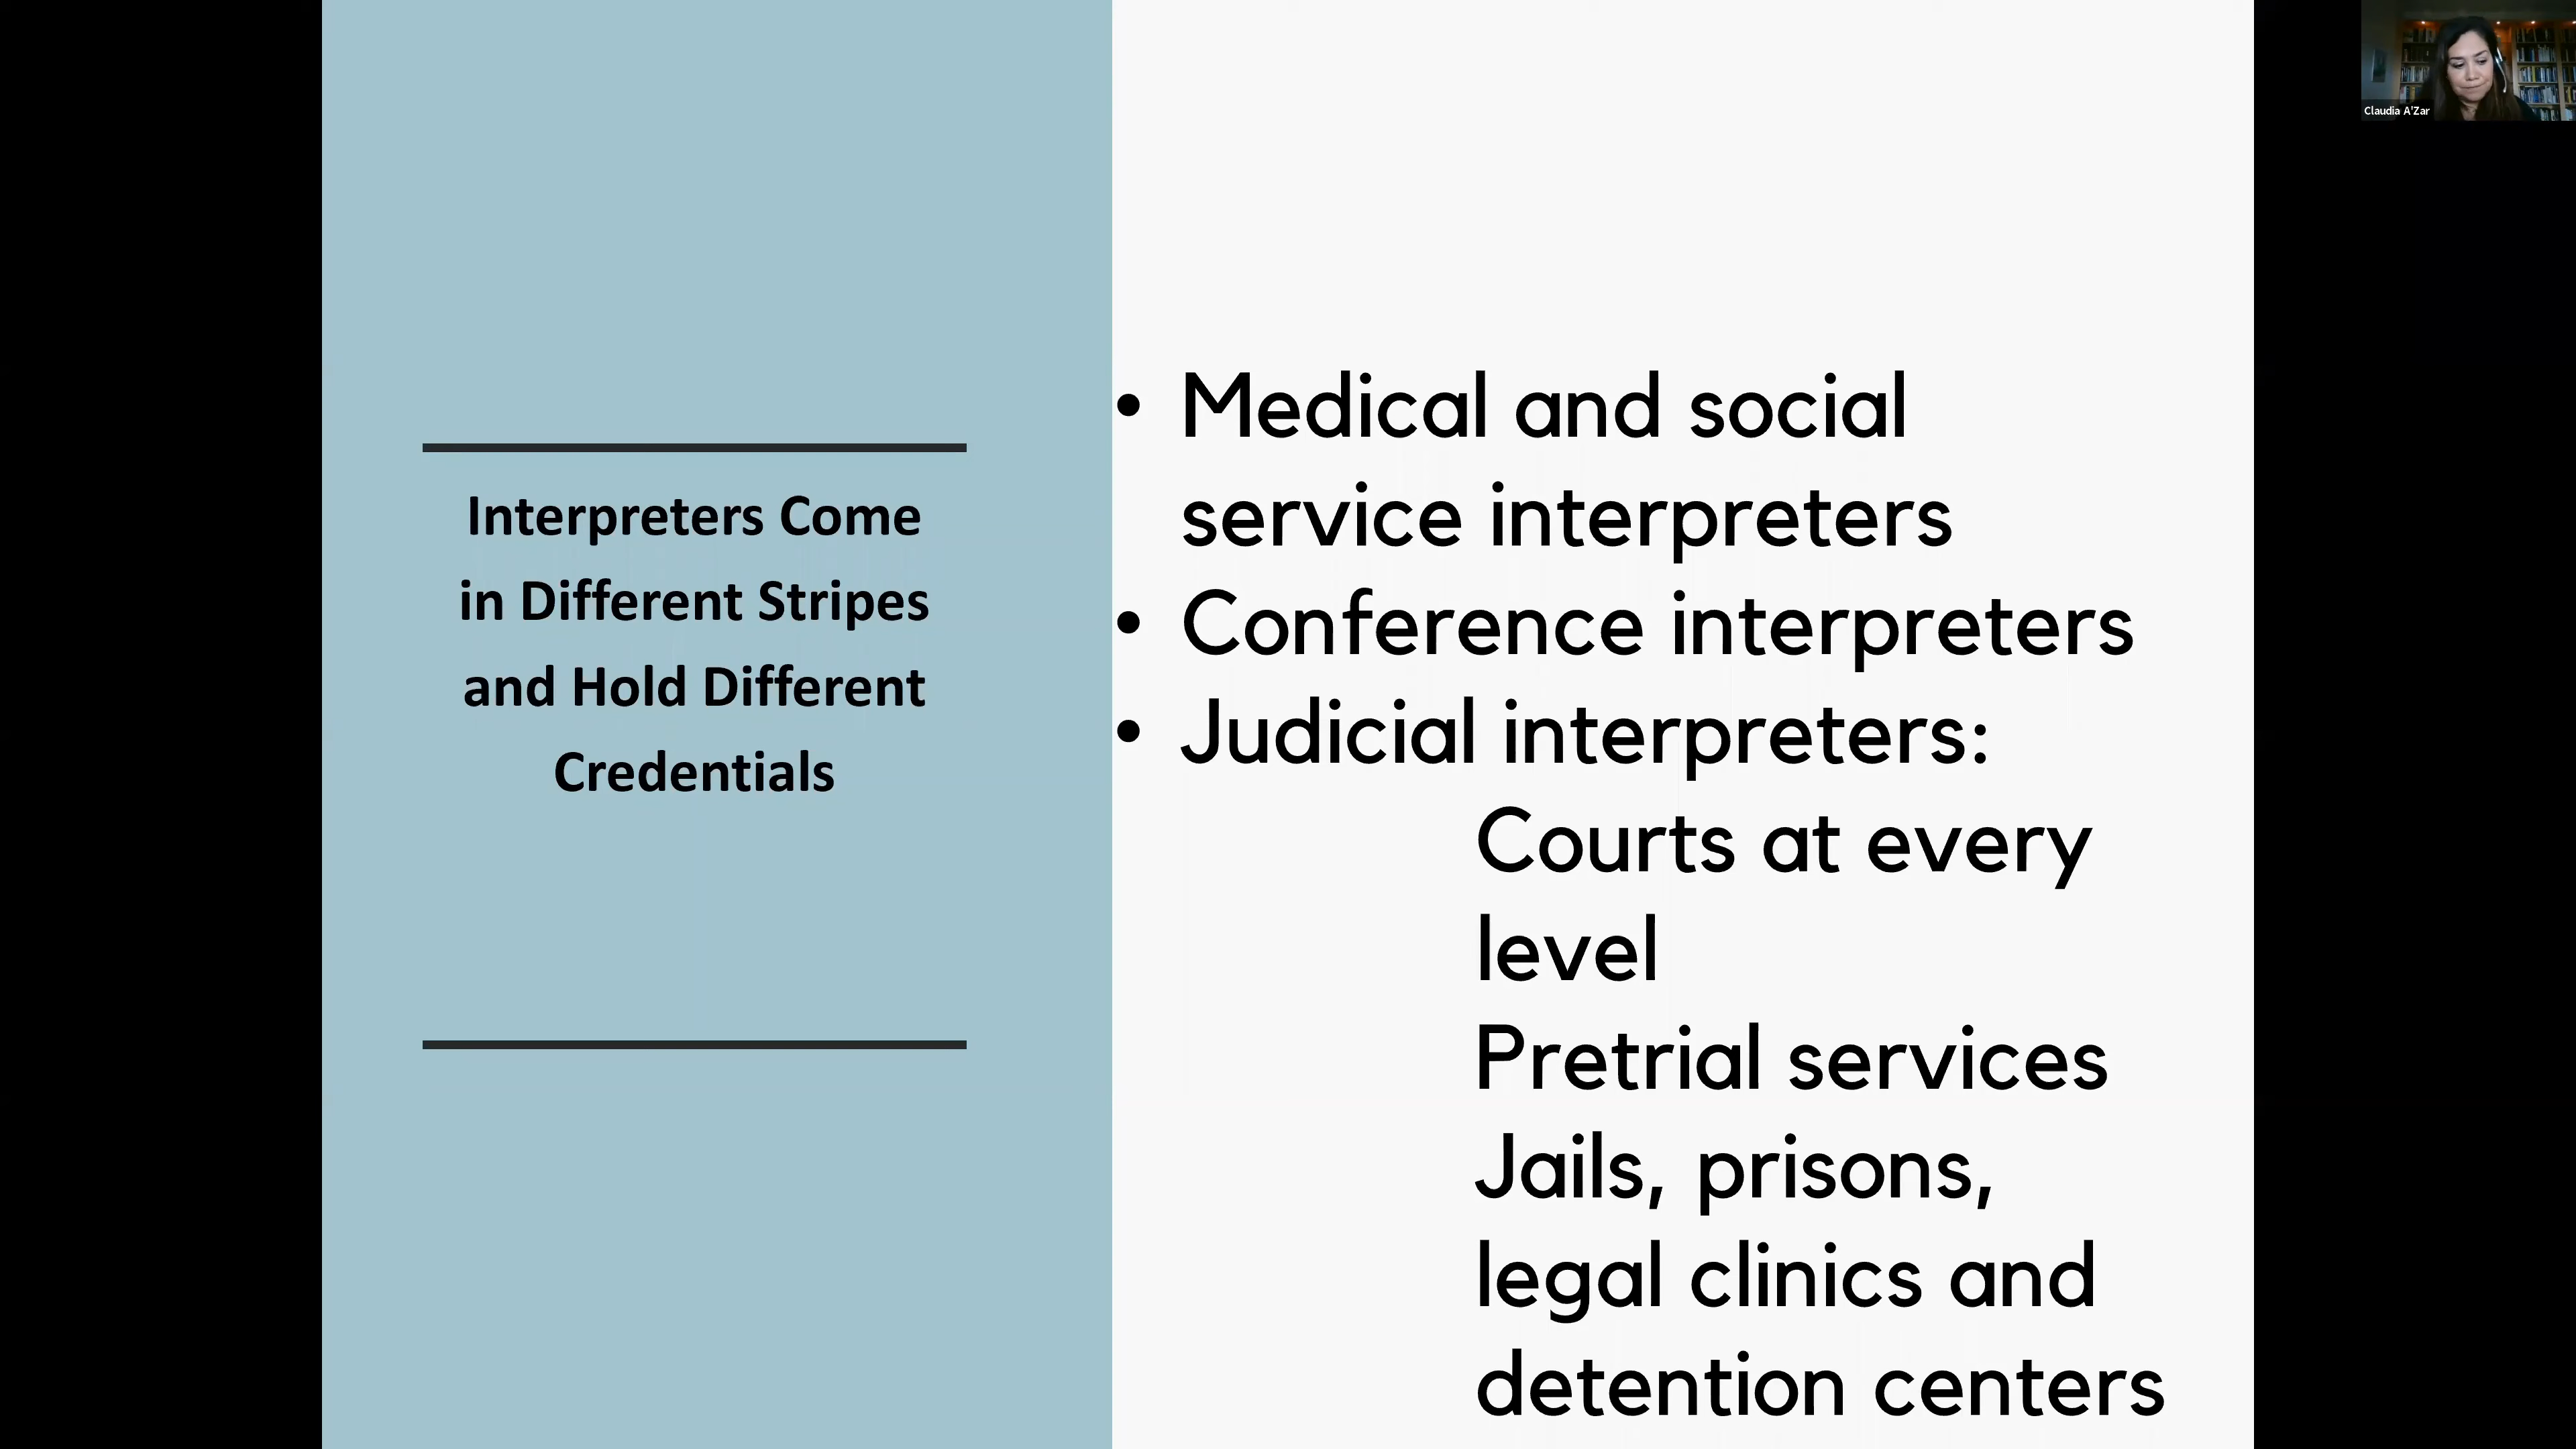 Interpreters Come
in Different Stripes
and Hold Different
Credentials
• Medical and social
service interpreters
• Conference interpreters
• Judicial interpreters:
Courts at every
level
Pretrial services
Jails, prisons,
legal clinics and
detention centers
Claudia A'Zar